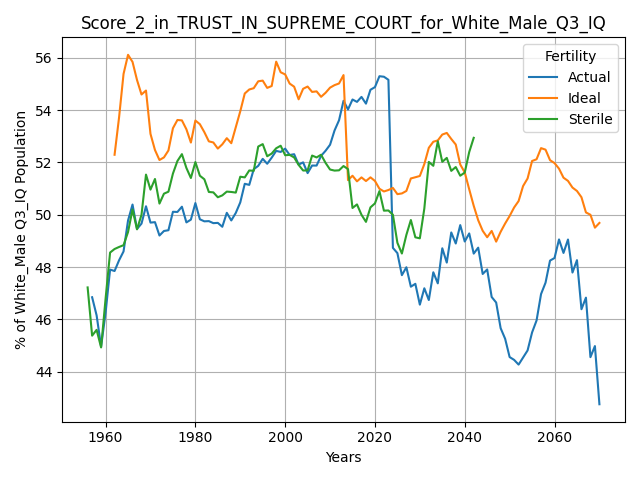 Score_2_in_TRUST_IN_SUPREME_COURT_for_White_Male_Q3_IQ
Fertility
Actual
Ideal
Sterile
% of White_Male Q3_IQ Population
56
54
52
50
48
46
44
1960
1980
2000
2020
2040
2060
Years